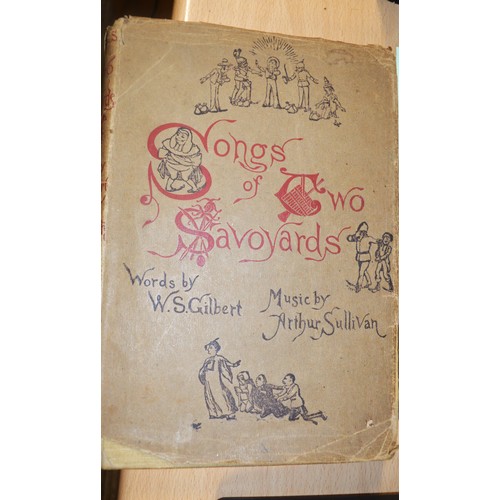 Songs
of Two
Savoyards
Words by
W.S. Gilbert
Music by
Arthur Sullivan